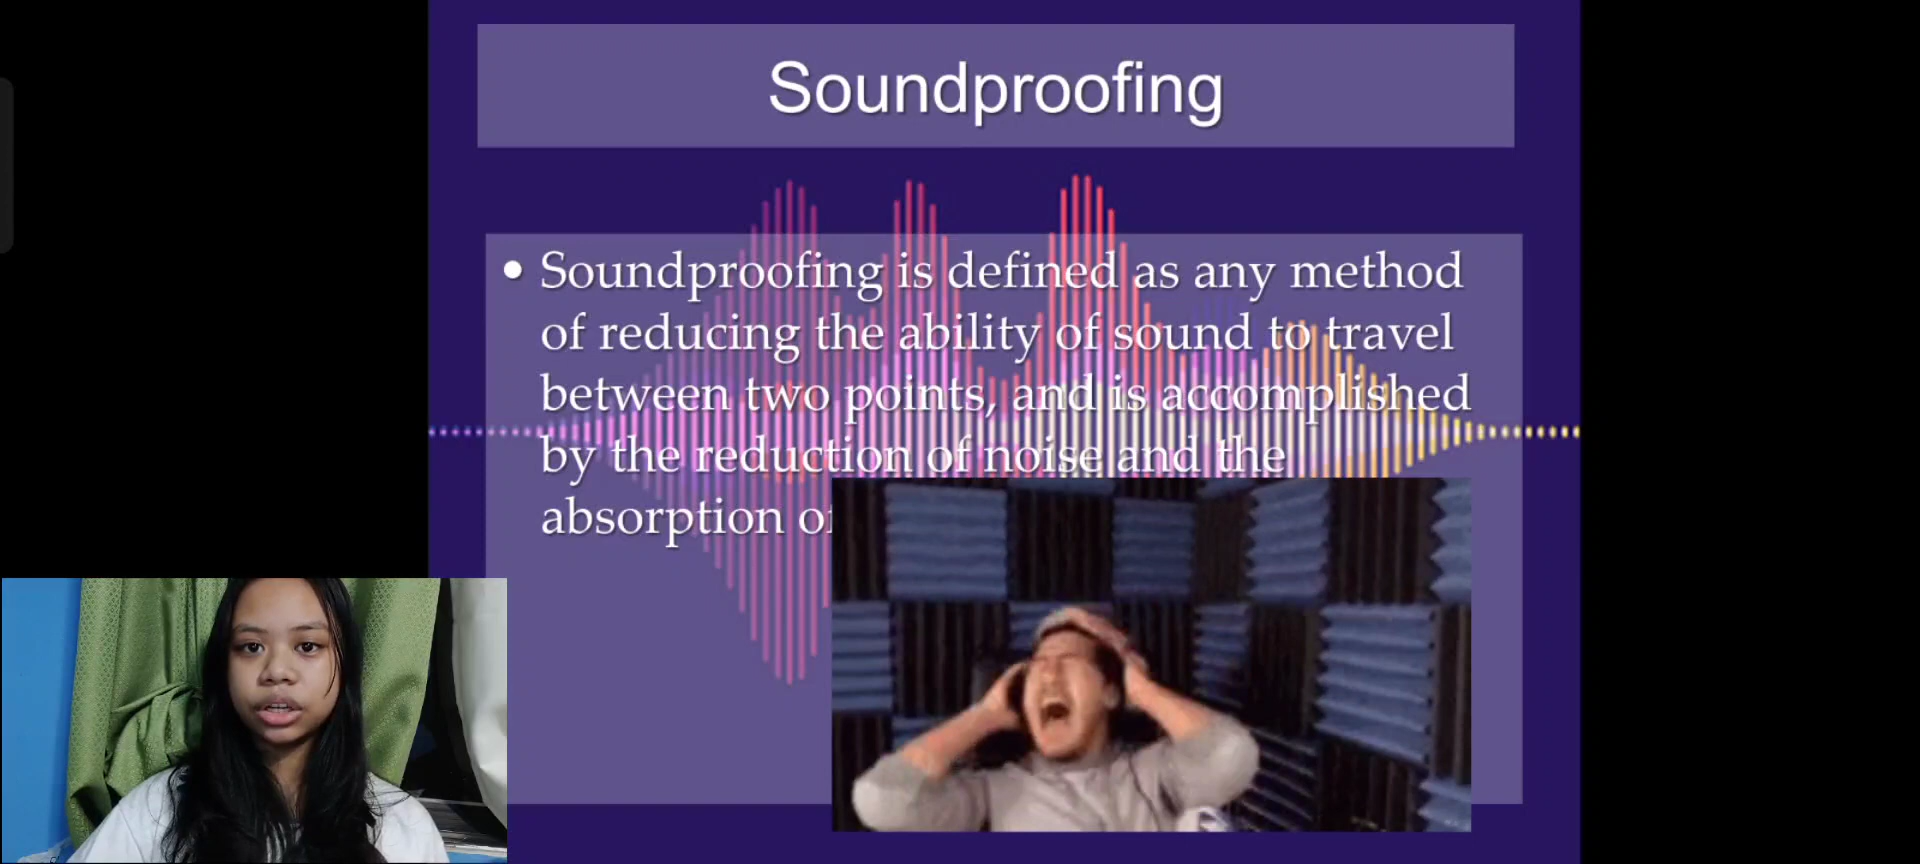 Soundproofing
• Soundproofing is defined as any method
of reducing the ability of sound to travel
between two points, and is accomplished
by the reduction of noise and the
absorption of